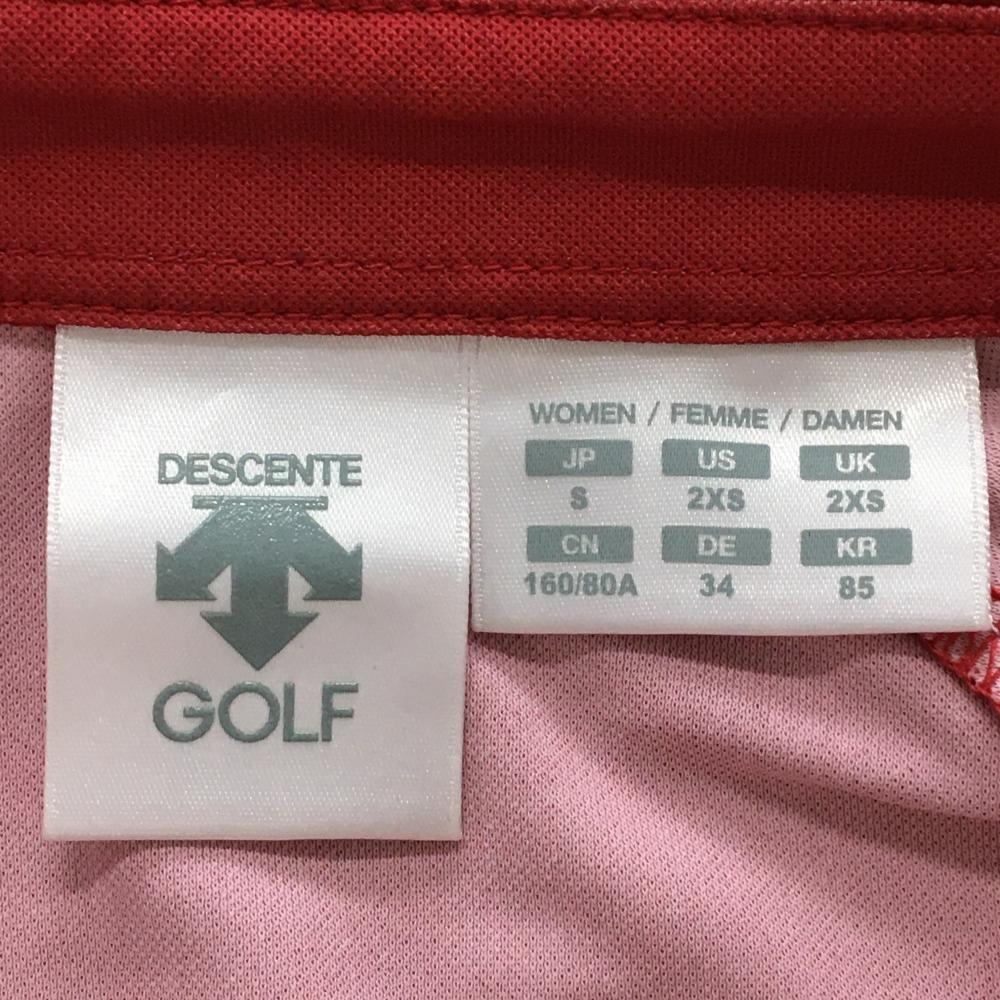 DESCENTE
GOLF
WOMEN / FEMME / DAMEN
JP US UK
S 2XS 2XS
CN DE KR
160/80A 34 85